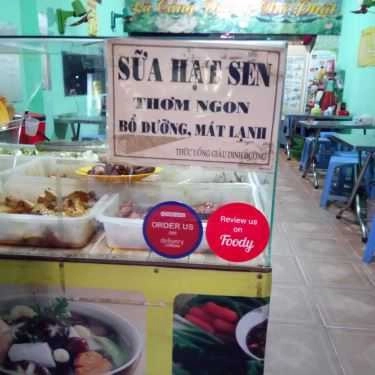 SỮA HẠT SEN
THƠM NGON
BỔ DƯỠNG, MÁT LẠNH
THỨC UỐNG GIÀU DINH DƯỠNG
ORDER US
on
delivery
Review us
on
Foody